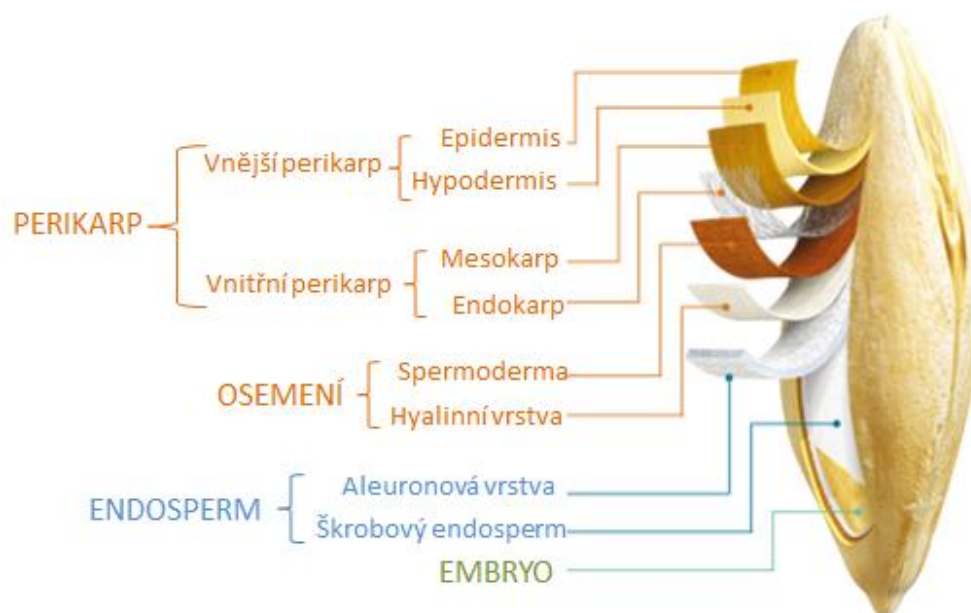 Epidermis
Vnější perikarp
Hypodermis
PERIKARP
Mesokarp
Vnitřní perikarp
Endokarp
Spermoderma
OSEMENÍ
Hyalinní vrstva
Aleuronová vrstva
ENDOSPERM
Škrobový endosperm
EMBRYO